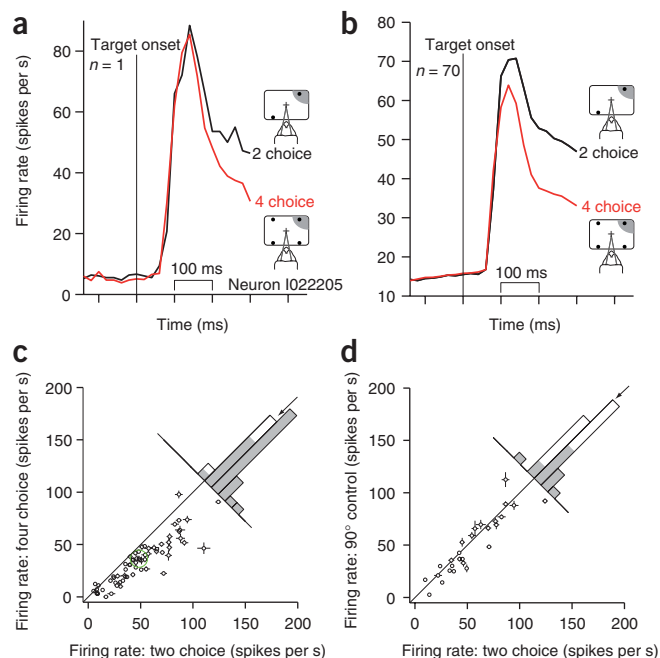 a
Firing rate (spikes per s)
80
60
40
20
0
Target onset
n = 1
2 choice
4 choice
100 ms
Neuron I022205
Time (ms)
b
80
70
60
50
40
30
20
10
Target onset
n = 70
2 choice
4 choice
100 ms
Time (ms)
c
Firing rate: four choice (spikes per s)
200
150
100
50
0
0 50 100 150 200
Firing rate: two choice (spikes per s)
d
Firing rate: 90° control (spikes per s)
200
150
100
50
0
0 50 100 150 200
Firing rate: two choice (spikes per s)